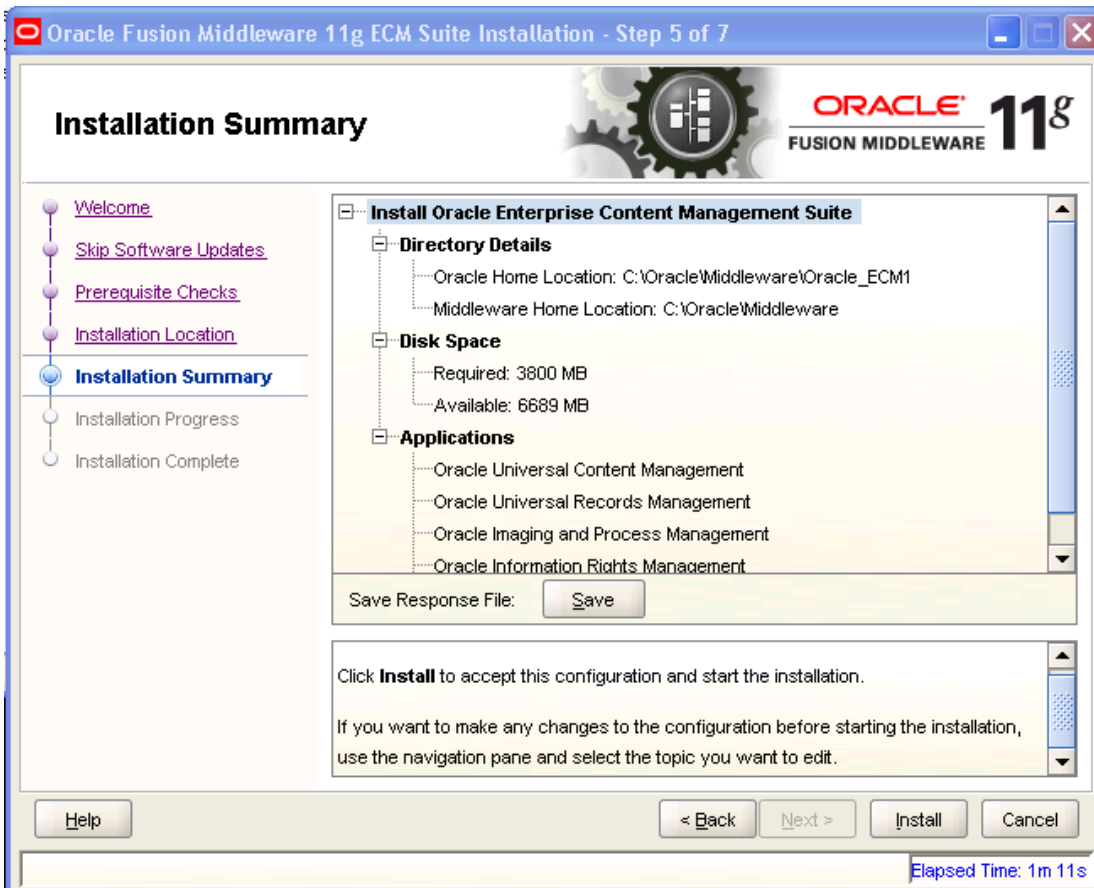 Oracle Fusion Middleware 11g ECM Suite Installation - Step 5 of 7
Installation Summary
ORACLE
FUSION MIDDLEWARE
11g
Welcome
Skip Software Updates
Prerequisite Checks
Installation Location
Installation Summary
Installation Progress
Installation Complete
Install Oracle Enterprise Content Management Suite
Directory Details
Oracle Home Location: C:\Oracle\Middleware\Oracle_ECM1
Middleware Home Location: C:\Oracle\Middleware
Disk Space
Required: 3800 MB
Available: 6689 MB
Applications
Oracle Universal Content Management
Oracle Universal Records Management
Oracle Imaging and Process Management
Oracle Information Rights Management
Save Response File:
Save
Click Install to accept this configuration and start the installation.
If you want to make any changes to the configuration before starting the installation,
use the navigation pane and select the topic you want to edit.
Help
< Back
Next >
Install
Cancel
Elapsed Time: 1m 11s